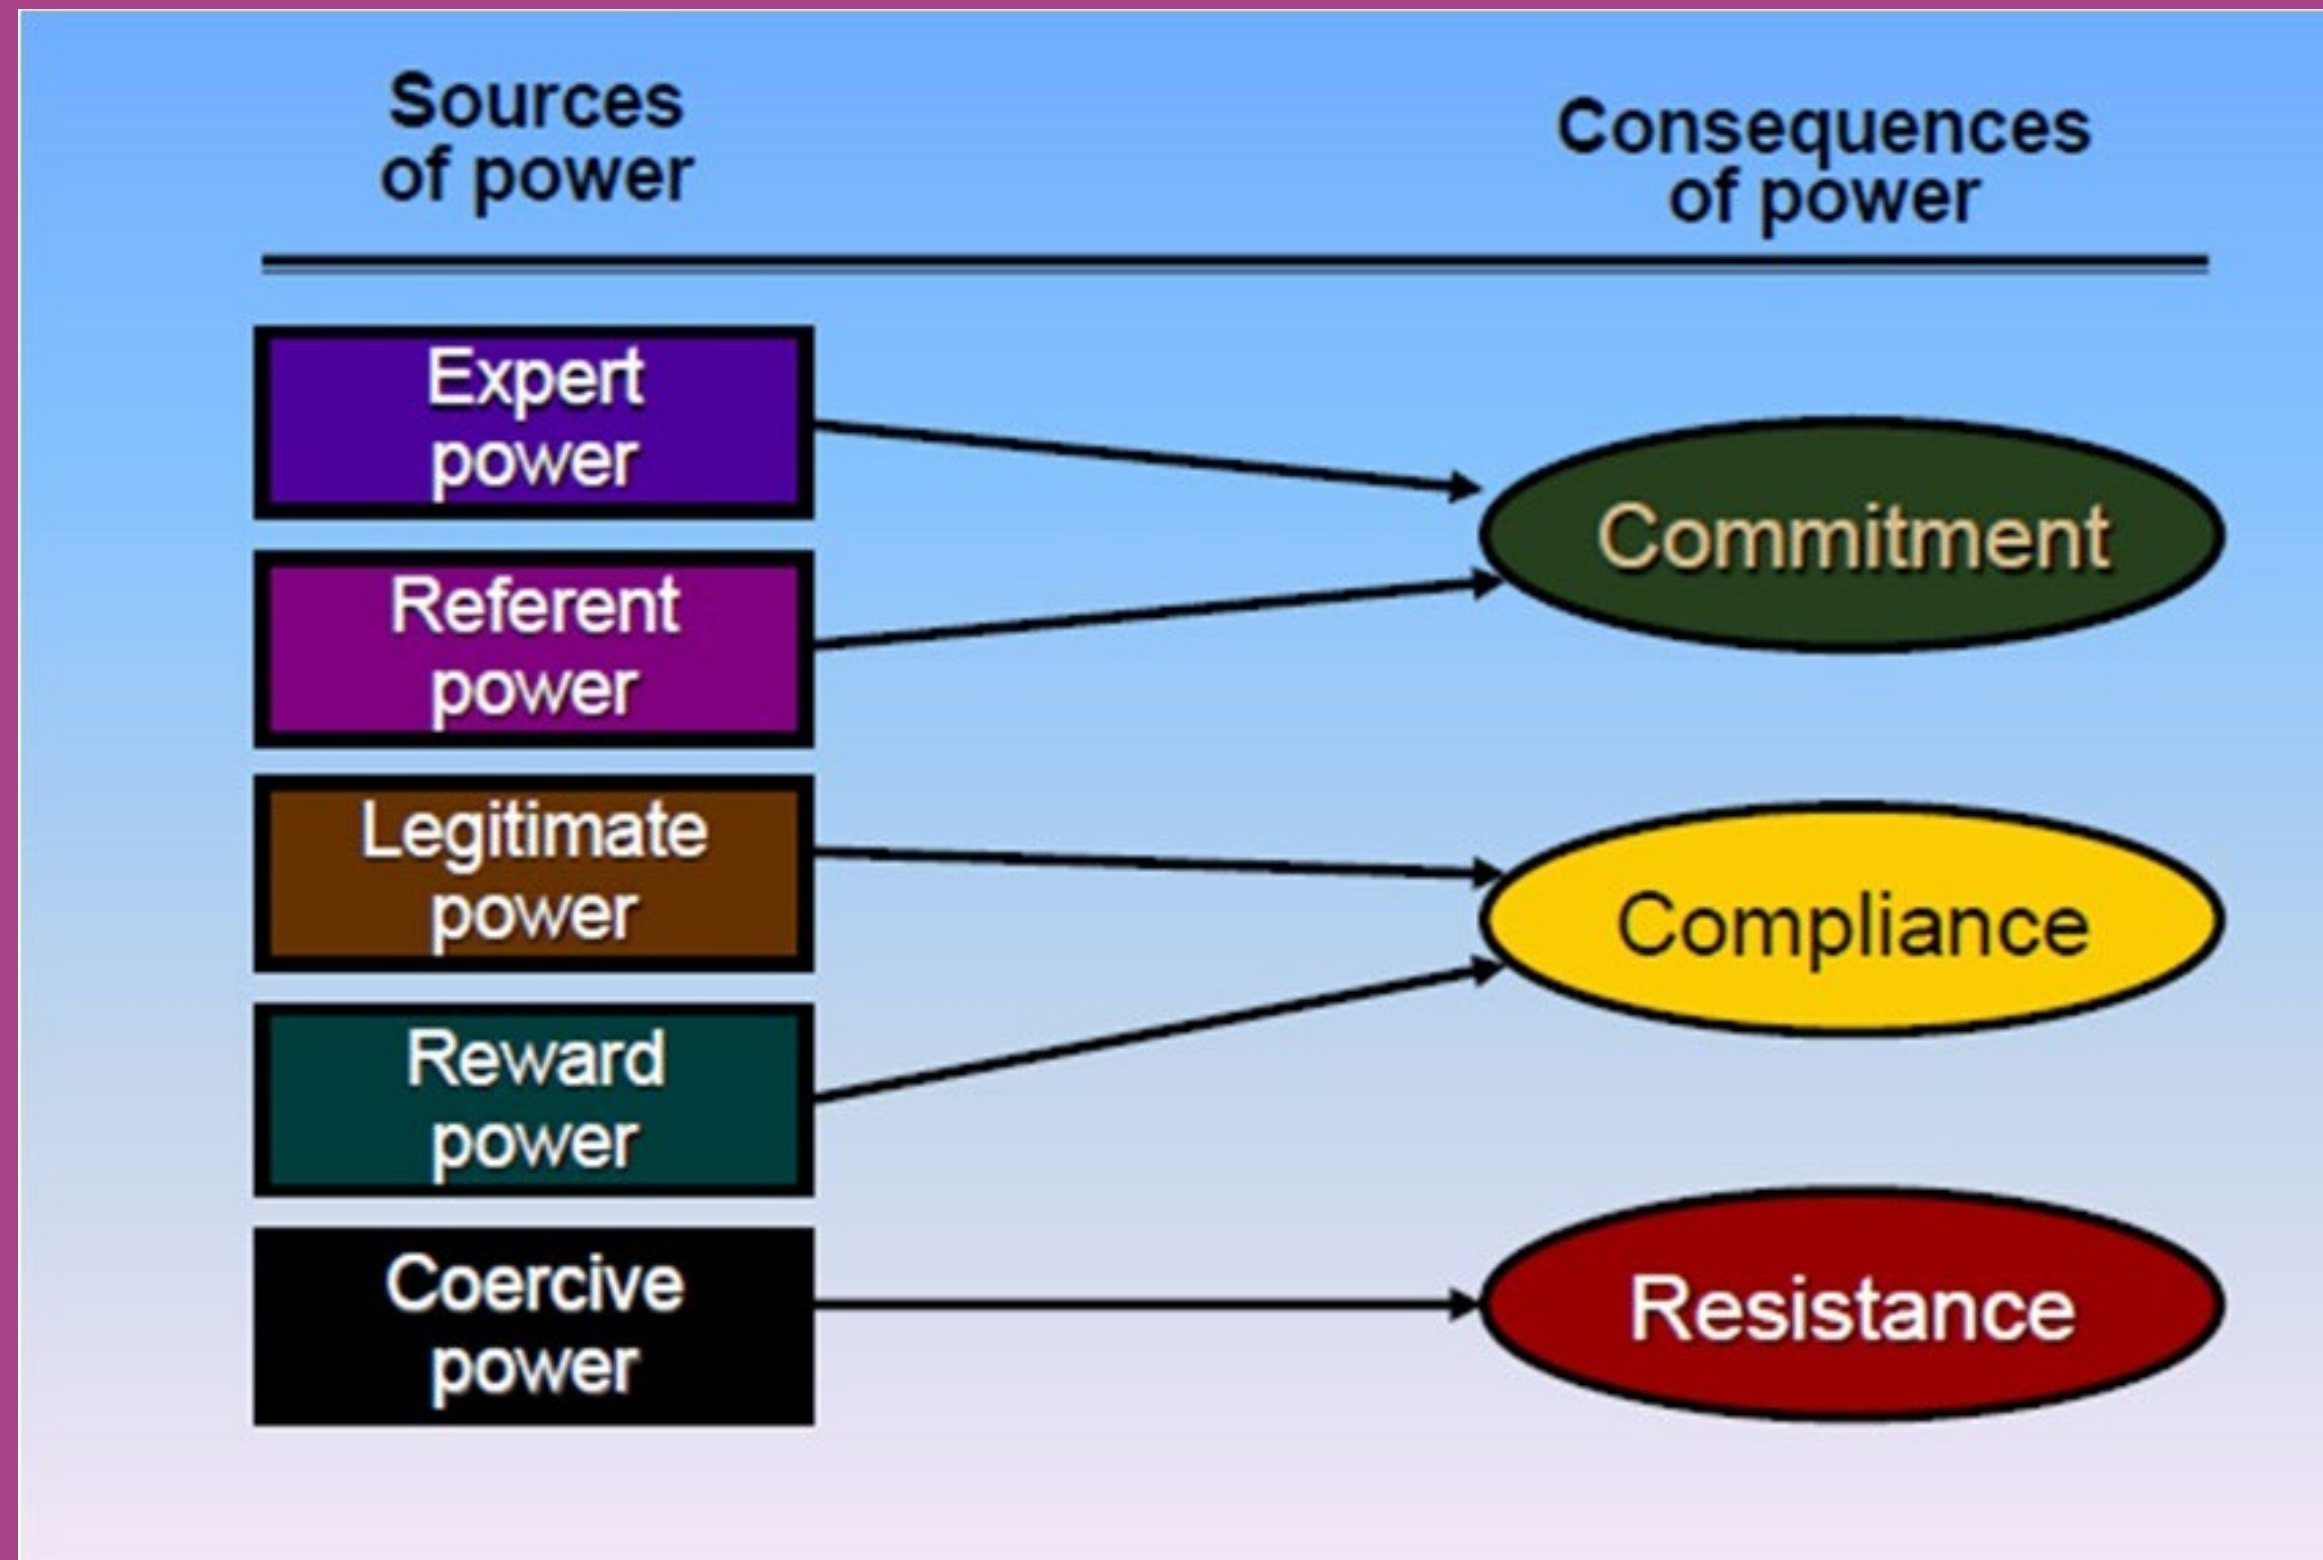 Sources
of power
Consequences
of power
Expert
power
Referent
power
Legitimate
power
Reward
power
Coercive
power
Commitment
Compliance
Resistance